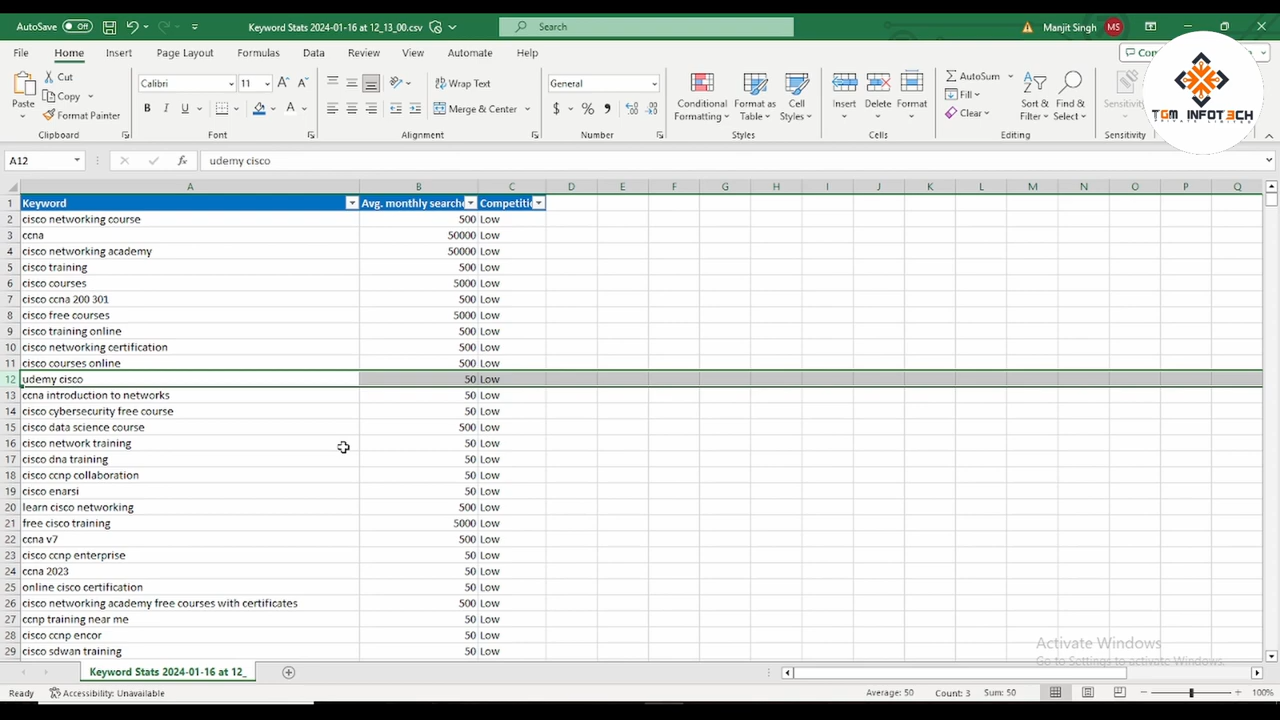 AutoSave Off Keyword Stats 2024-01-16 at 12_13_00.csv Search Manjit Singh MS
File Home Insert Page Layout Formulas Data Review View Automate Help
Cut Calibri 11 Wrap Text General AutoSum
Copy Fill
Paste Format Painter B I U Merge & Center $ % Conditional Formatting Format as Table Cell Styles Insert Delete Format Clear Sort & Filter Find & Select Sensitivity
Clipboard Font Alignment Number Styles Cells Editing Sensitivity
TGM INFOT3CH
PRIVATE LIMITED
A12 fx udemy cisco
A B C D E F G H I J K L M N O P Q
1 Keyword Avg. monthly searche Competitio
2 cisco networking course 500 Low
3 ccna 50000 Low
4 cisco networking academy 50000 Low
5 cisco training 500 Low
6 cisco courses 5000 Low
7 cisco ccna 200 301 500 Low
8 cisco free courses 5000 Low
9 cisco training online 500 Low
10 cisco networking certification 500 Low
11 cisco courses online 500 Low
12 udemy cisco 50 Low
13 ccna introduction to networks 50 Low
14 cisco cybersecurity free course 50 Low
15 cisco data science course 500 Low
16 cisco network training 50 Low
17 cisco dna training 50 Low
18 cisco ccnp collaboration 50 Low
19 cisco enarsi 50 Low
20 learn cisco networking 500 Low
21 free cisco training 5000 Low
22 ccna v7 500 Low
23 cisco ccnp enterprise 50 Low
24 ccna 2023 50 Low
25 online cisco certification 50 Low
26 cisco networking academy free courses with certificates 500 Low
27 ccnp training near me 50 Low
28 cisco ccnp encor 50 Low
29 cisco sdwan training 50 Low
Activate Windows
Go to Settings to activate Windows.
Keyword Stats 2024-01-16 at 12_
Ready Accessibility: Unavailable Average: 50 Count: 3 Sum: 50 100%